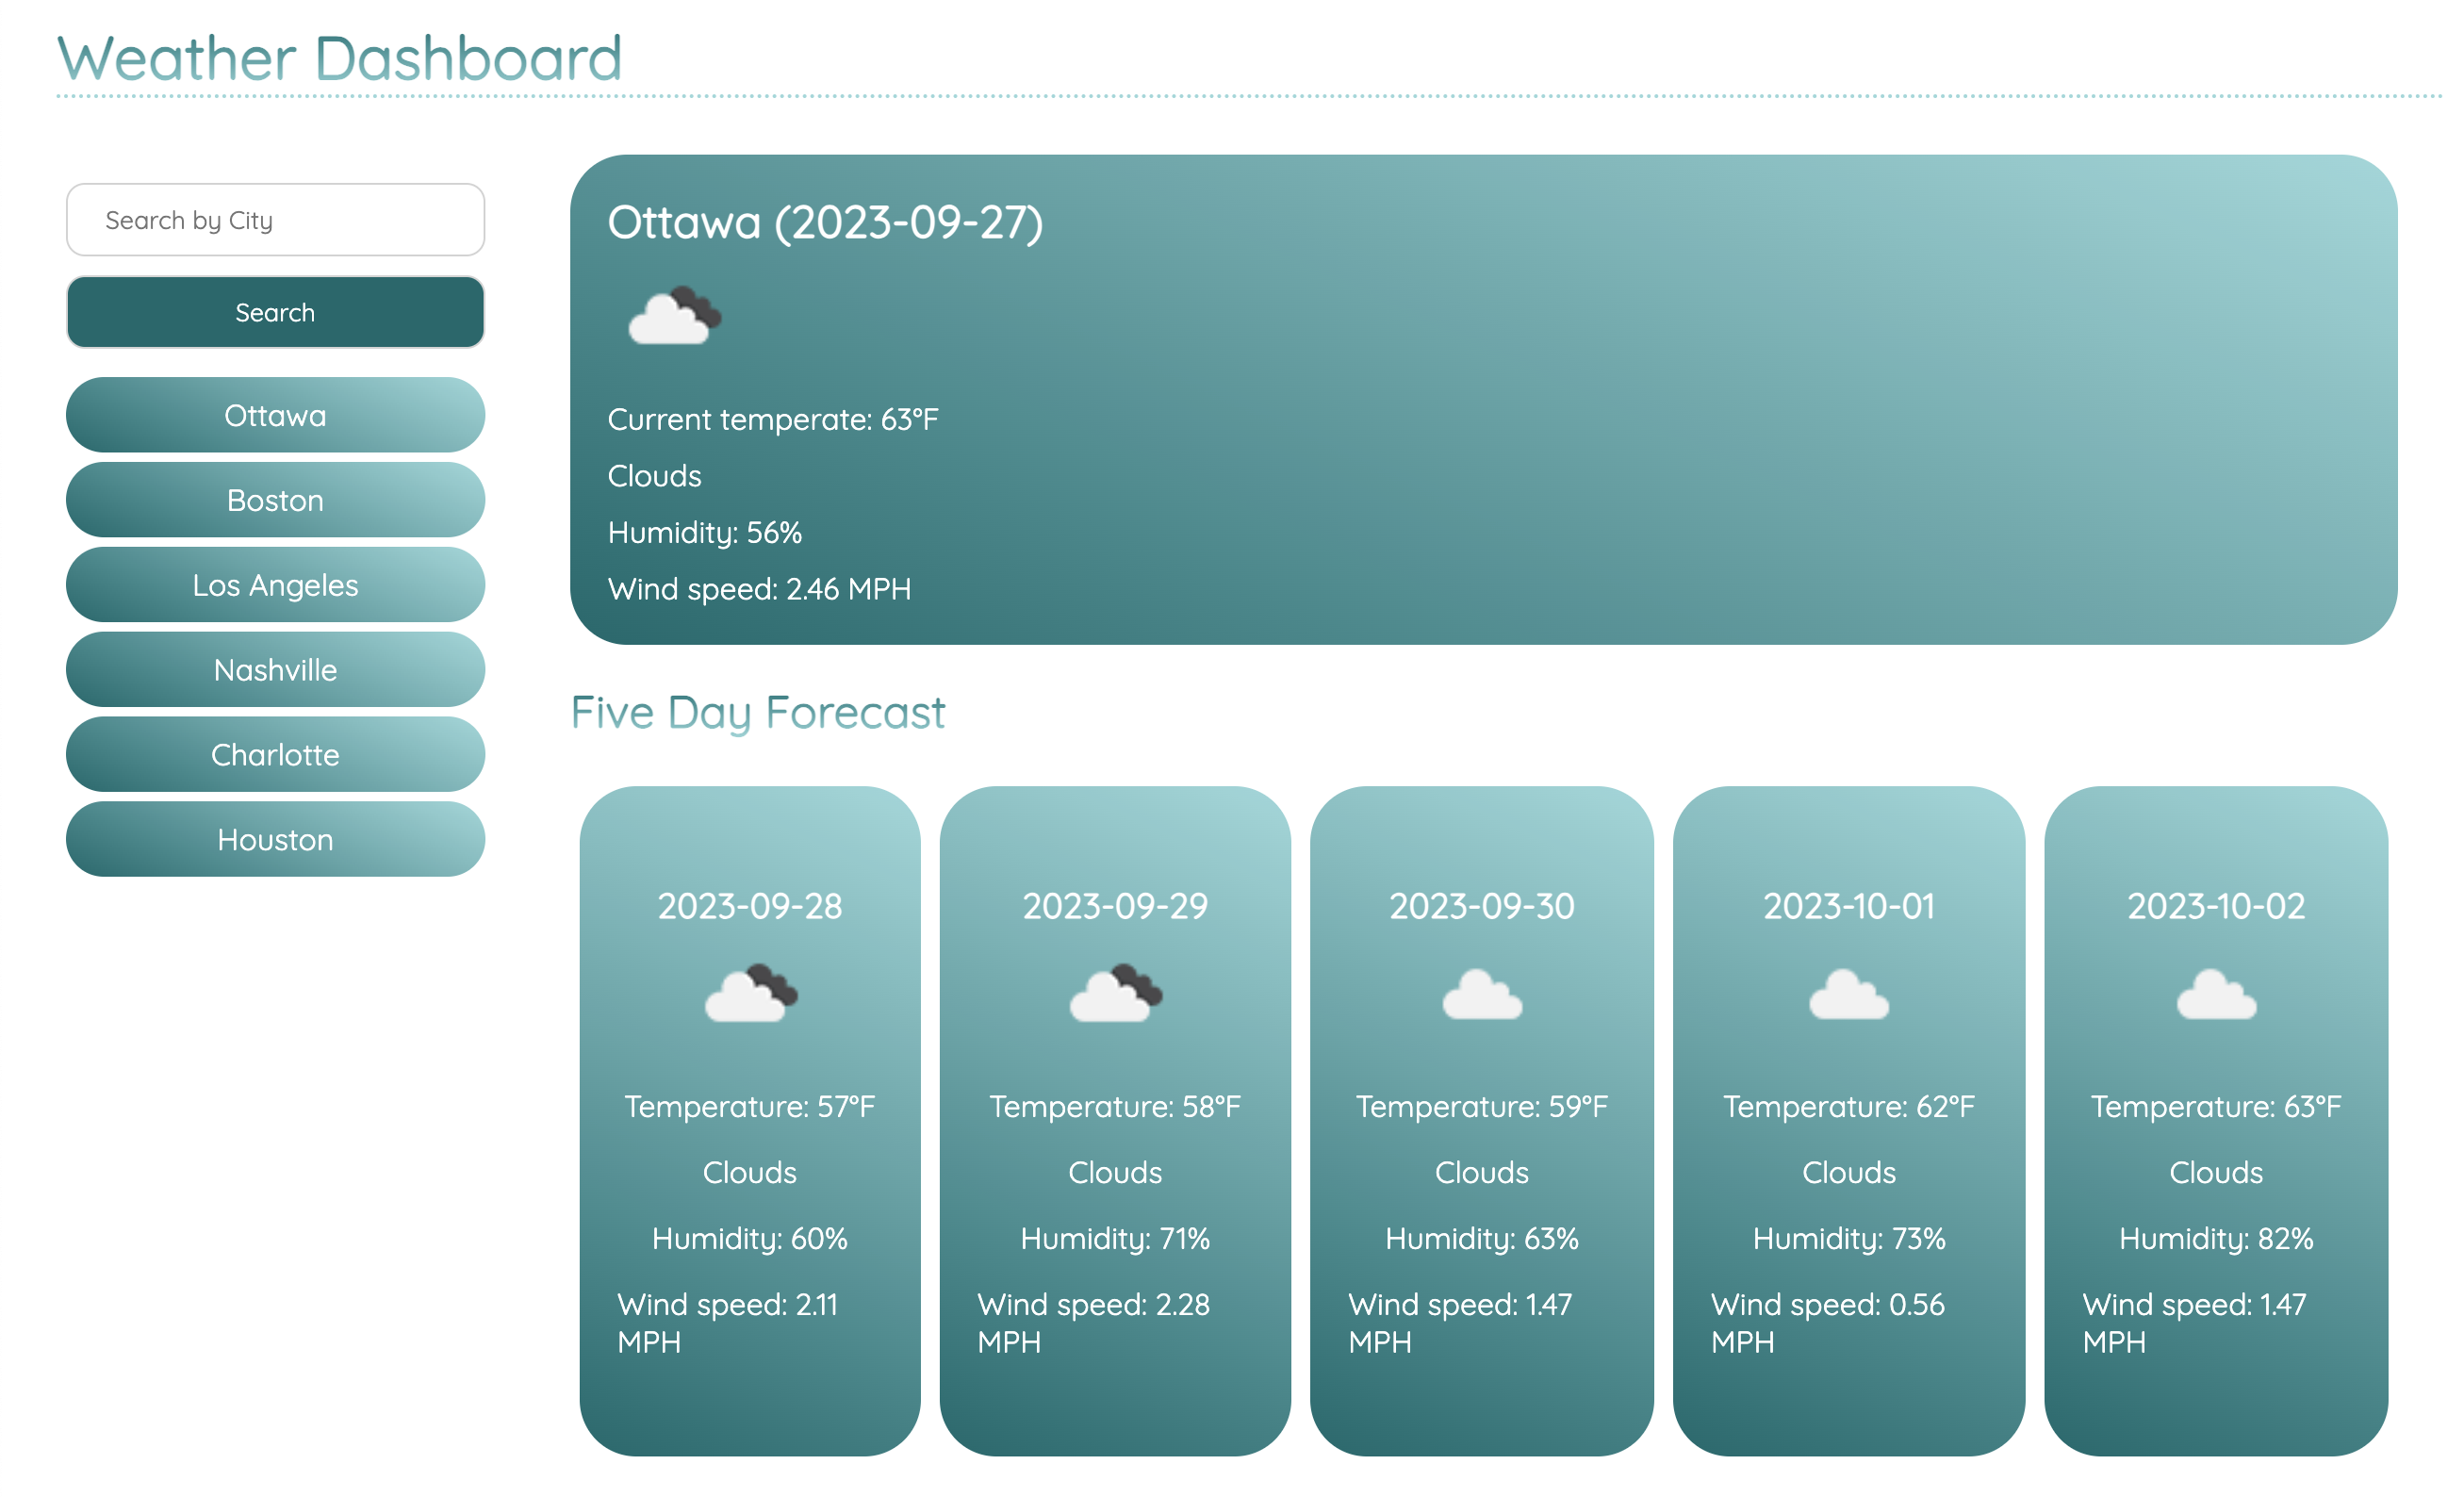 Weather Dashboard
Search by City
Search
Ottawa
Boston
Los Angeles
Nashville
Charlotte
Houston
Ottawa (2023-09-27)
Current temperate: 63°F
Clouds
Humidity: 56%
Wind speed: 2.46 MPH
Five Day Forecast
2023-09-28
Temperature: 57°F
Clouds
Humidity: 60%
Wind speed: 2.11
MPH
2023-09-29
Temperature: 58°F
Clouds
Humidity: 71%
Wind speed: 2.28
MPH
2023-09-30
Temperature: 59°F
Clouds
Humidity: 63%
Wind speed: 1.47
MPH
2023-10-01
Temperature: 62°F
Clouds
Humidity: 73%
Wind speed: 0.56
MPH
2023-10-02
Temperature: 63°F
Clouds
Humidity: 82%
Wind speed: 1.47
MPH